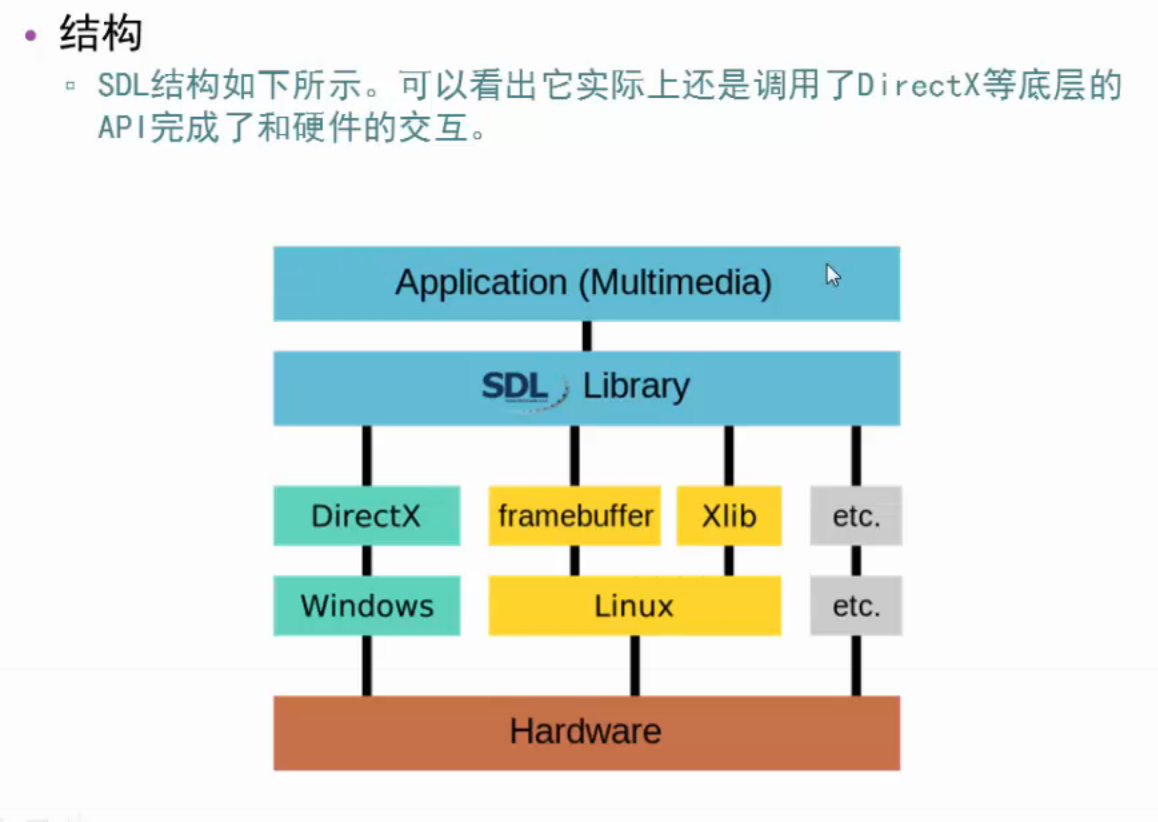 结构
SDL结构如下所示。可以看出它实际上还是调用了DirectX等底层的
API完成了和硬件的交互。
Application (Multimedia)
SDL Library
DirectX framebuffer Xlib etc.
Windows Linux etc.
Hardware